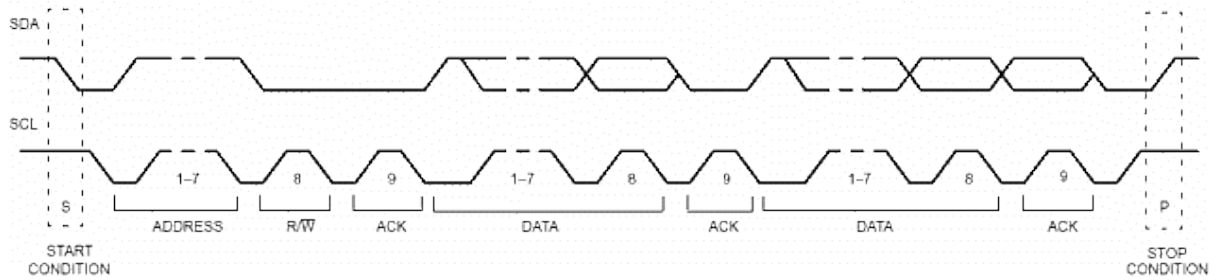 SDA
SCL
1–7 8 9 1–7 8 9 1–7 8 9
S P
ADDRESS R/W̅ ACK DATA ACK DATA ACK
START
CONDITION
STOP
CONDITION